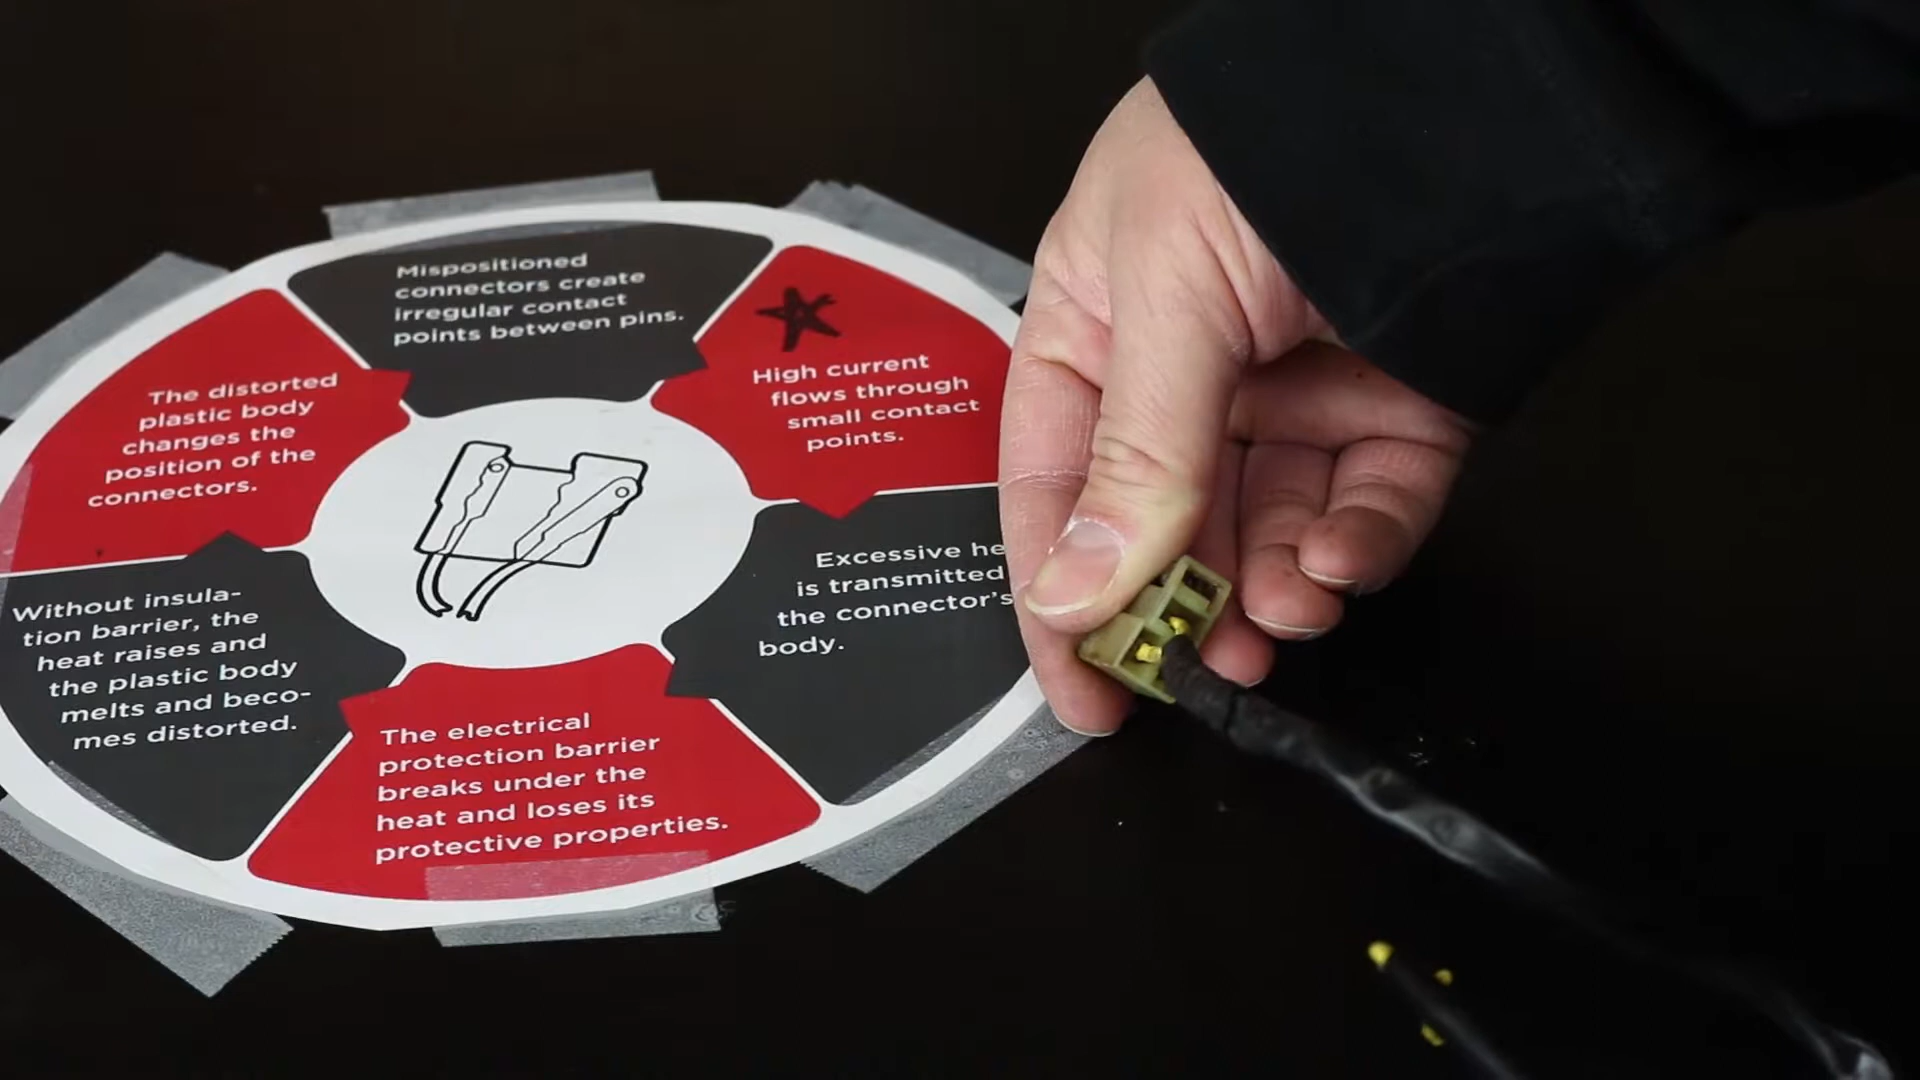 Mispositioned
connectors create
irregular contact
points between pins.
High current
flows through
small contact
points.
Excessive
is transmitted
the connector's
body.
The electrical
protection barrier
breaks under the
heat and loses its
protective properties.
Without insula-
tion barrier, the
heat raises and
the plastic body
melts and beco-
mes distorted.
The distorted
plastic body
changes the
position of the
connectors.